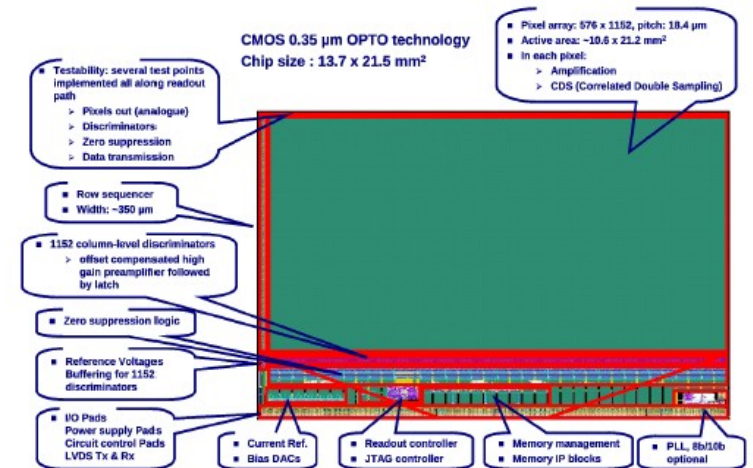 CMOS 0.35 µm OPTO technology
Chip size : 13.7 x 21.5 mm²
Pixel array: 576 x 1152, pitch: 18.4 µm
Active area: ~10.6 x 21.2 mm²
In each pixel:
Amplification
CDS (Correlated Double Sampling)
Testability: several test points
implemented all along readout
path
Pixels out (analogue)
Discriminators
Zero suppression
Data transmission
Row sequencer
Width: ~350 µm
1152 column-level discriminators
offset compensated high
gain preamplifier followed
by latch
Zero suppression logic
Reference Voltages
Buffering for 1152
discriminators
I/O Pads
Power supply Pads
Circuit control Pads
LVDS Tx & Rx
Current Ref.
Bias DACs
Readout controller
JTAG controller
Memory management
Memory IP blocks
PLL, 8b/10b
optional